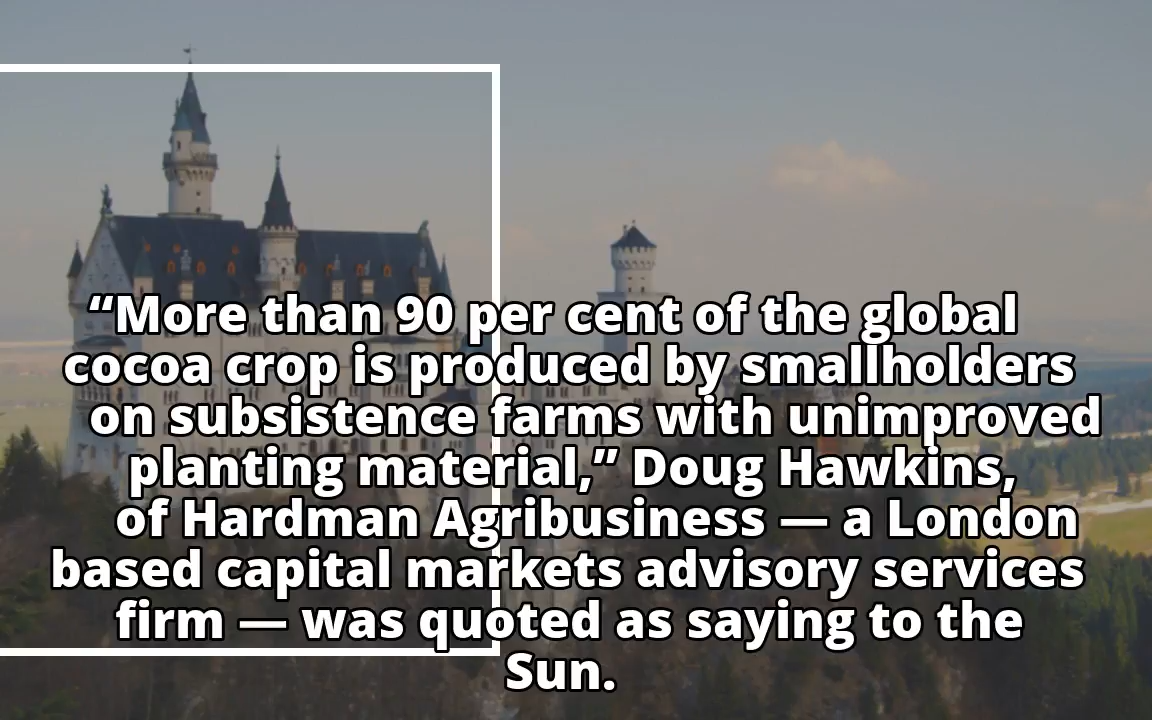 “More than 90 per cent of the global
cocoa crop is produced by smallholders
on subsistence farms with unimproved
planting material,” Doug Hawkins,
of Hardman Agribusiness — a London
based capital markets advisory services
firm — was quoted as saying to the
Sun.